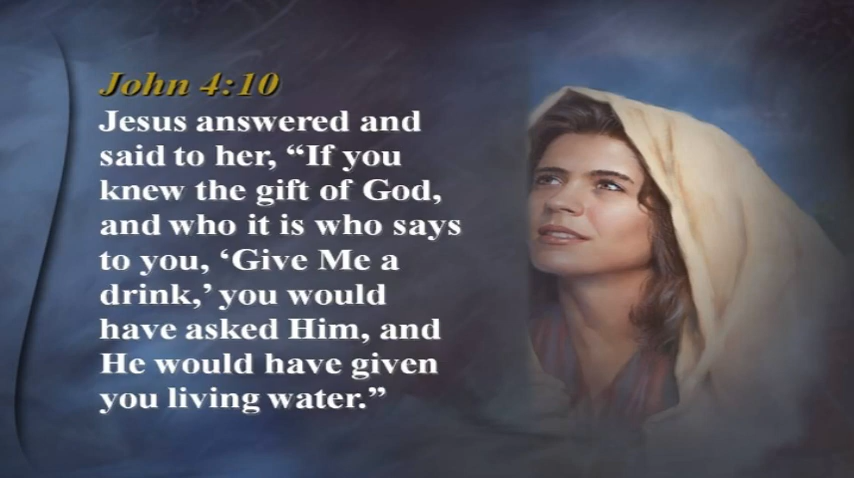 John 4:10
Jesus answered and
said to her, “If you
knew the gift of God,
and who it is who says
to you, ‘Give Me a
drink,’ you would
have asked Him, and
He would have given
you living water.”